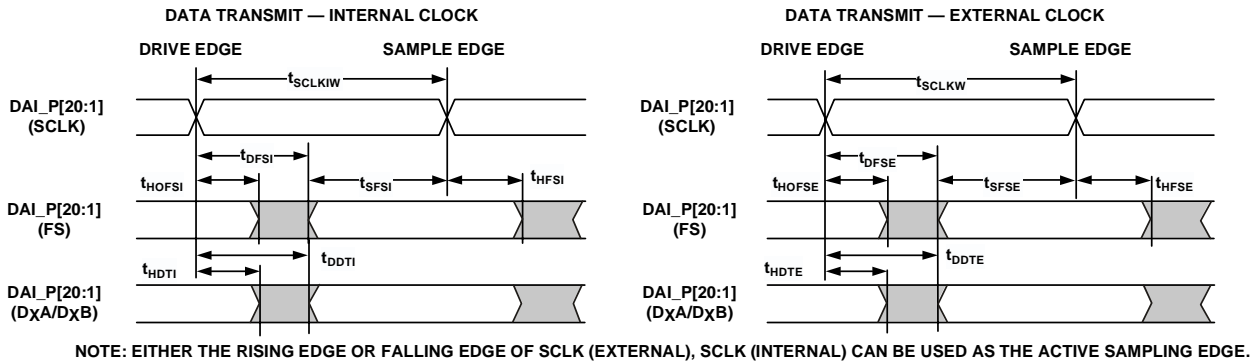 DATA TRANSMIT — INTERNAL CLOCK
DRIVE EDGE
SAMPLE EDGE
tSCLKIW
DAI_P[20:1]
(SCLK)
tDFSI
tHOFSI
tSFSI
tHFSI
DAI_P[20:1]
(FS)
tDDTI
tHDTI
DAI_P[20:1]
(DXA/DXB)
DATA TRANSMIT — EXTERNAL CLOCK
DRIVE EDGE
SAMPLE EDGE
tSCLKW
DAI_P[20:1]
(SCLK)
tDFSE
tHOFSE
tSFSE
tHFSE
DAI_P[20:1]
(FS)
tDDTE
tHDTE
DAI_P[20:1]
(DXA/DXB)
NOTE: EITHER THE RISING EDGE OR FALLING EDGE OF SCLK (EXTERNAL), SCLK (INTERNAL) CAN BE USED AS THE ACTIVE SAMPLING EDGE.